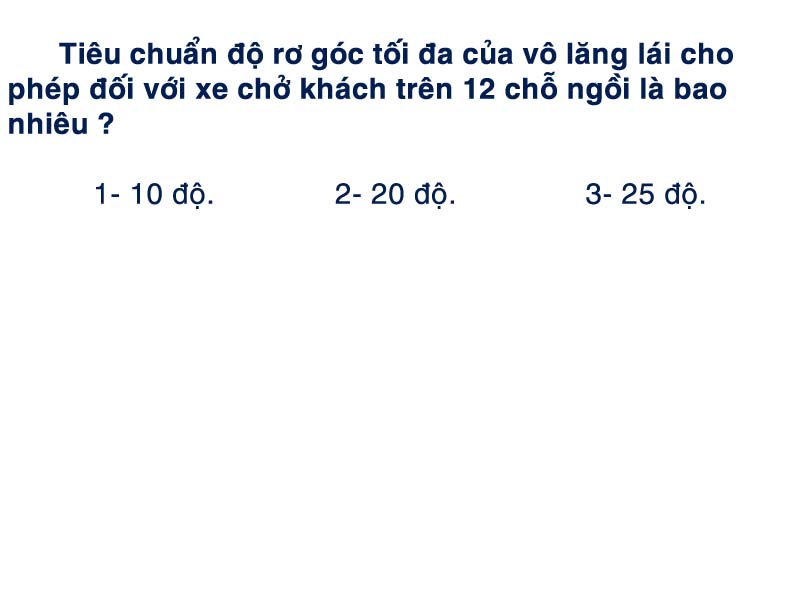 Tiêu chuẩn độ rơ góc tối đa của vô lăng lái cho
phép đối với xe chở khách trên 12 chỗ ngồi là bao
nhiêu ?
1- 10 độ. 2- 20 độ. 3- 25 độ.